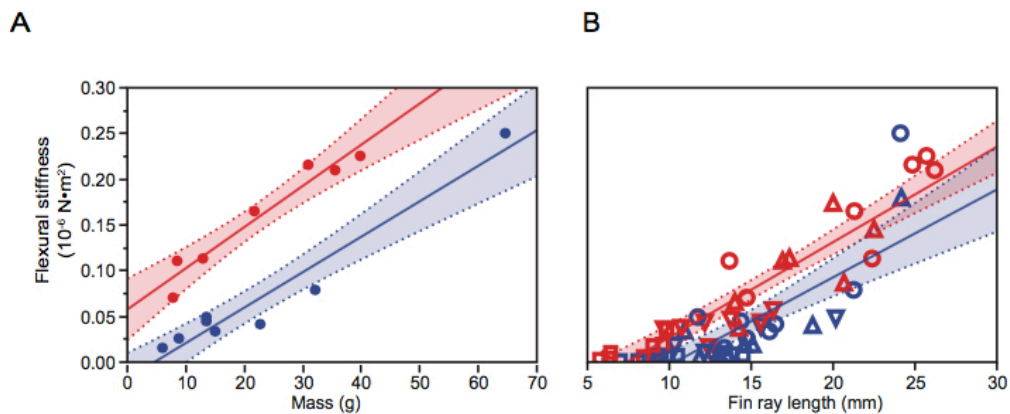 A
B
Flexural stiffness
(10⁻⁶ N•m²)
0.30
0.25
0.20
0.15
0.10
0.05
0.00
0 10 20 30 40 50 60 70
Mass (g)
5 10 15 20 25 30
Fin ray length (mm)